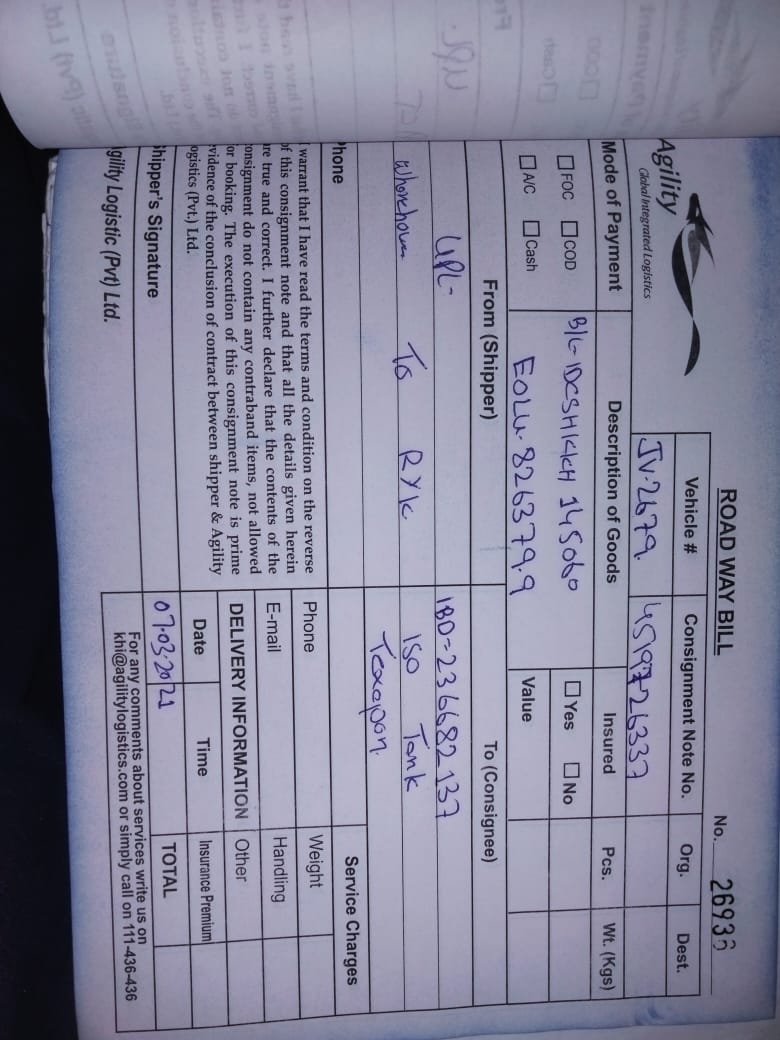 ROAD WAY BILL
No. 26936
Agility
Global Integrated Logistics
Vehicle # Consignment Note No. Org. Dest.
JV-2679. 4519726337
Mode of Payment Description of Goods Insured Pcs. Wt. (Kgs)
FOC COD B/L- IDCSHKKH 145060 Yes No
A/C Cash EOLU-826379.9 Value
From (Shipper) To (Consignee)
UPL- IBD=236682137
To RYK ISO Tank
Texapon.
Service Charges
Phone
Phone Weight
E-mail Handling
DELIVERY INFORMATION Other
Date Time Insurance Premium
07.03.2021 TOTAL
I warrant that I have read the terms and condition on the reverse
of this consignment note and that all the details given herein
are true and correct. I further declare that the contents of the
consignment do not contain any contraband items, not allowed
for booking. The execution of this consignment note is prime
evidence of the conclusion of contract between shipper & Agility
Logistics (Pvt.) Ltd.
Shipper's Signature
Agility Logistic (Pvt) Ltd.
For any comments about services write us on
khi@agilitylogistics.com or simply call on 111-436-436